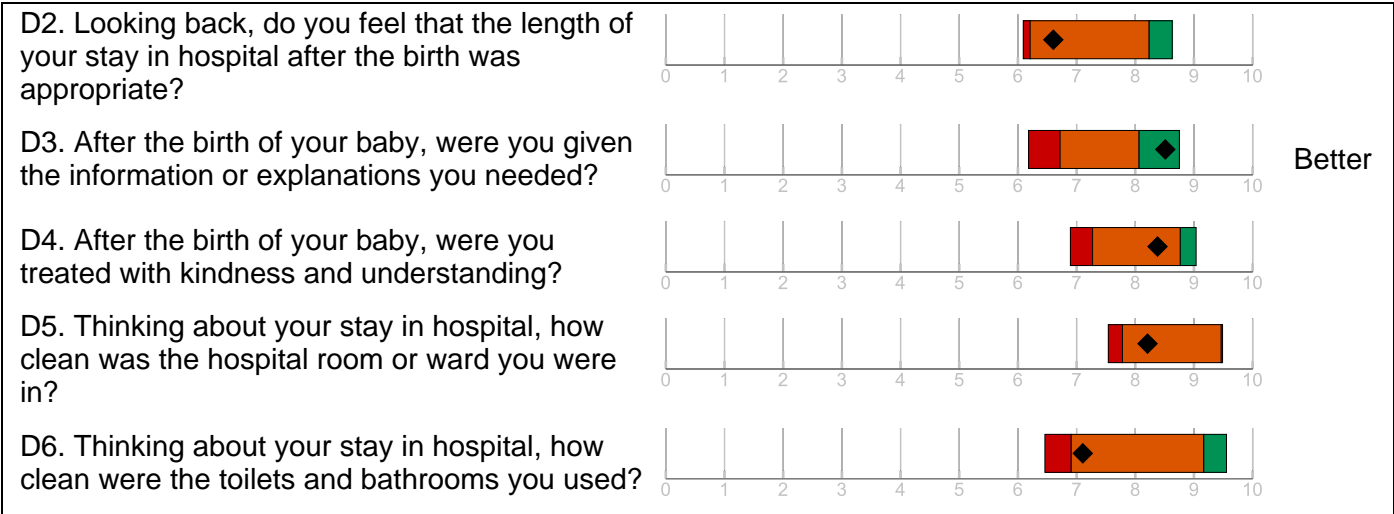 D2. Looking back, do you feel that the length of
your stay in hospital after the birth was
appropriate?
0 1 2 3 4 5 6 7 8 9 10
D3. After the birth of your baby, were you given
the information or explanations you needed?
0 1 2 3 4 5 6 7 8 9 10
Better
D4. After the birth of your baby, were you
treated with kindness and understanding?
0 1 2 3 4 5 6 7 8 9 10
D5. Thinking about your stay in hospital, how
clean was the hospital room or ward you were
in?
0 1 2 3 4 5 6 7 8 9 10
D6. Thinking about your stay in hospital, how
clean were the toilets and bathrooms you used?
0 1 2 3 4 5 6 7 8 9 10